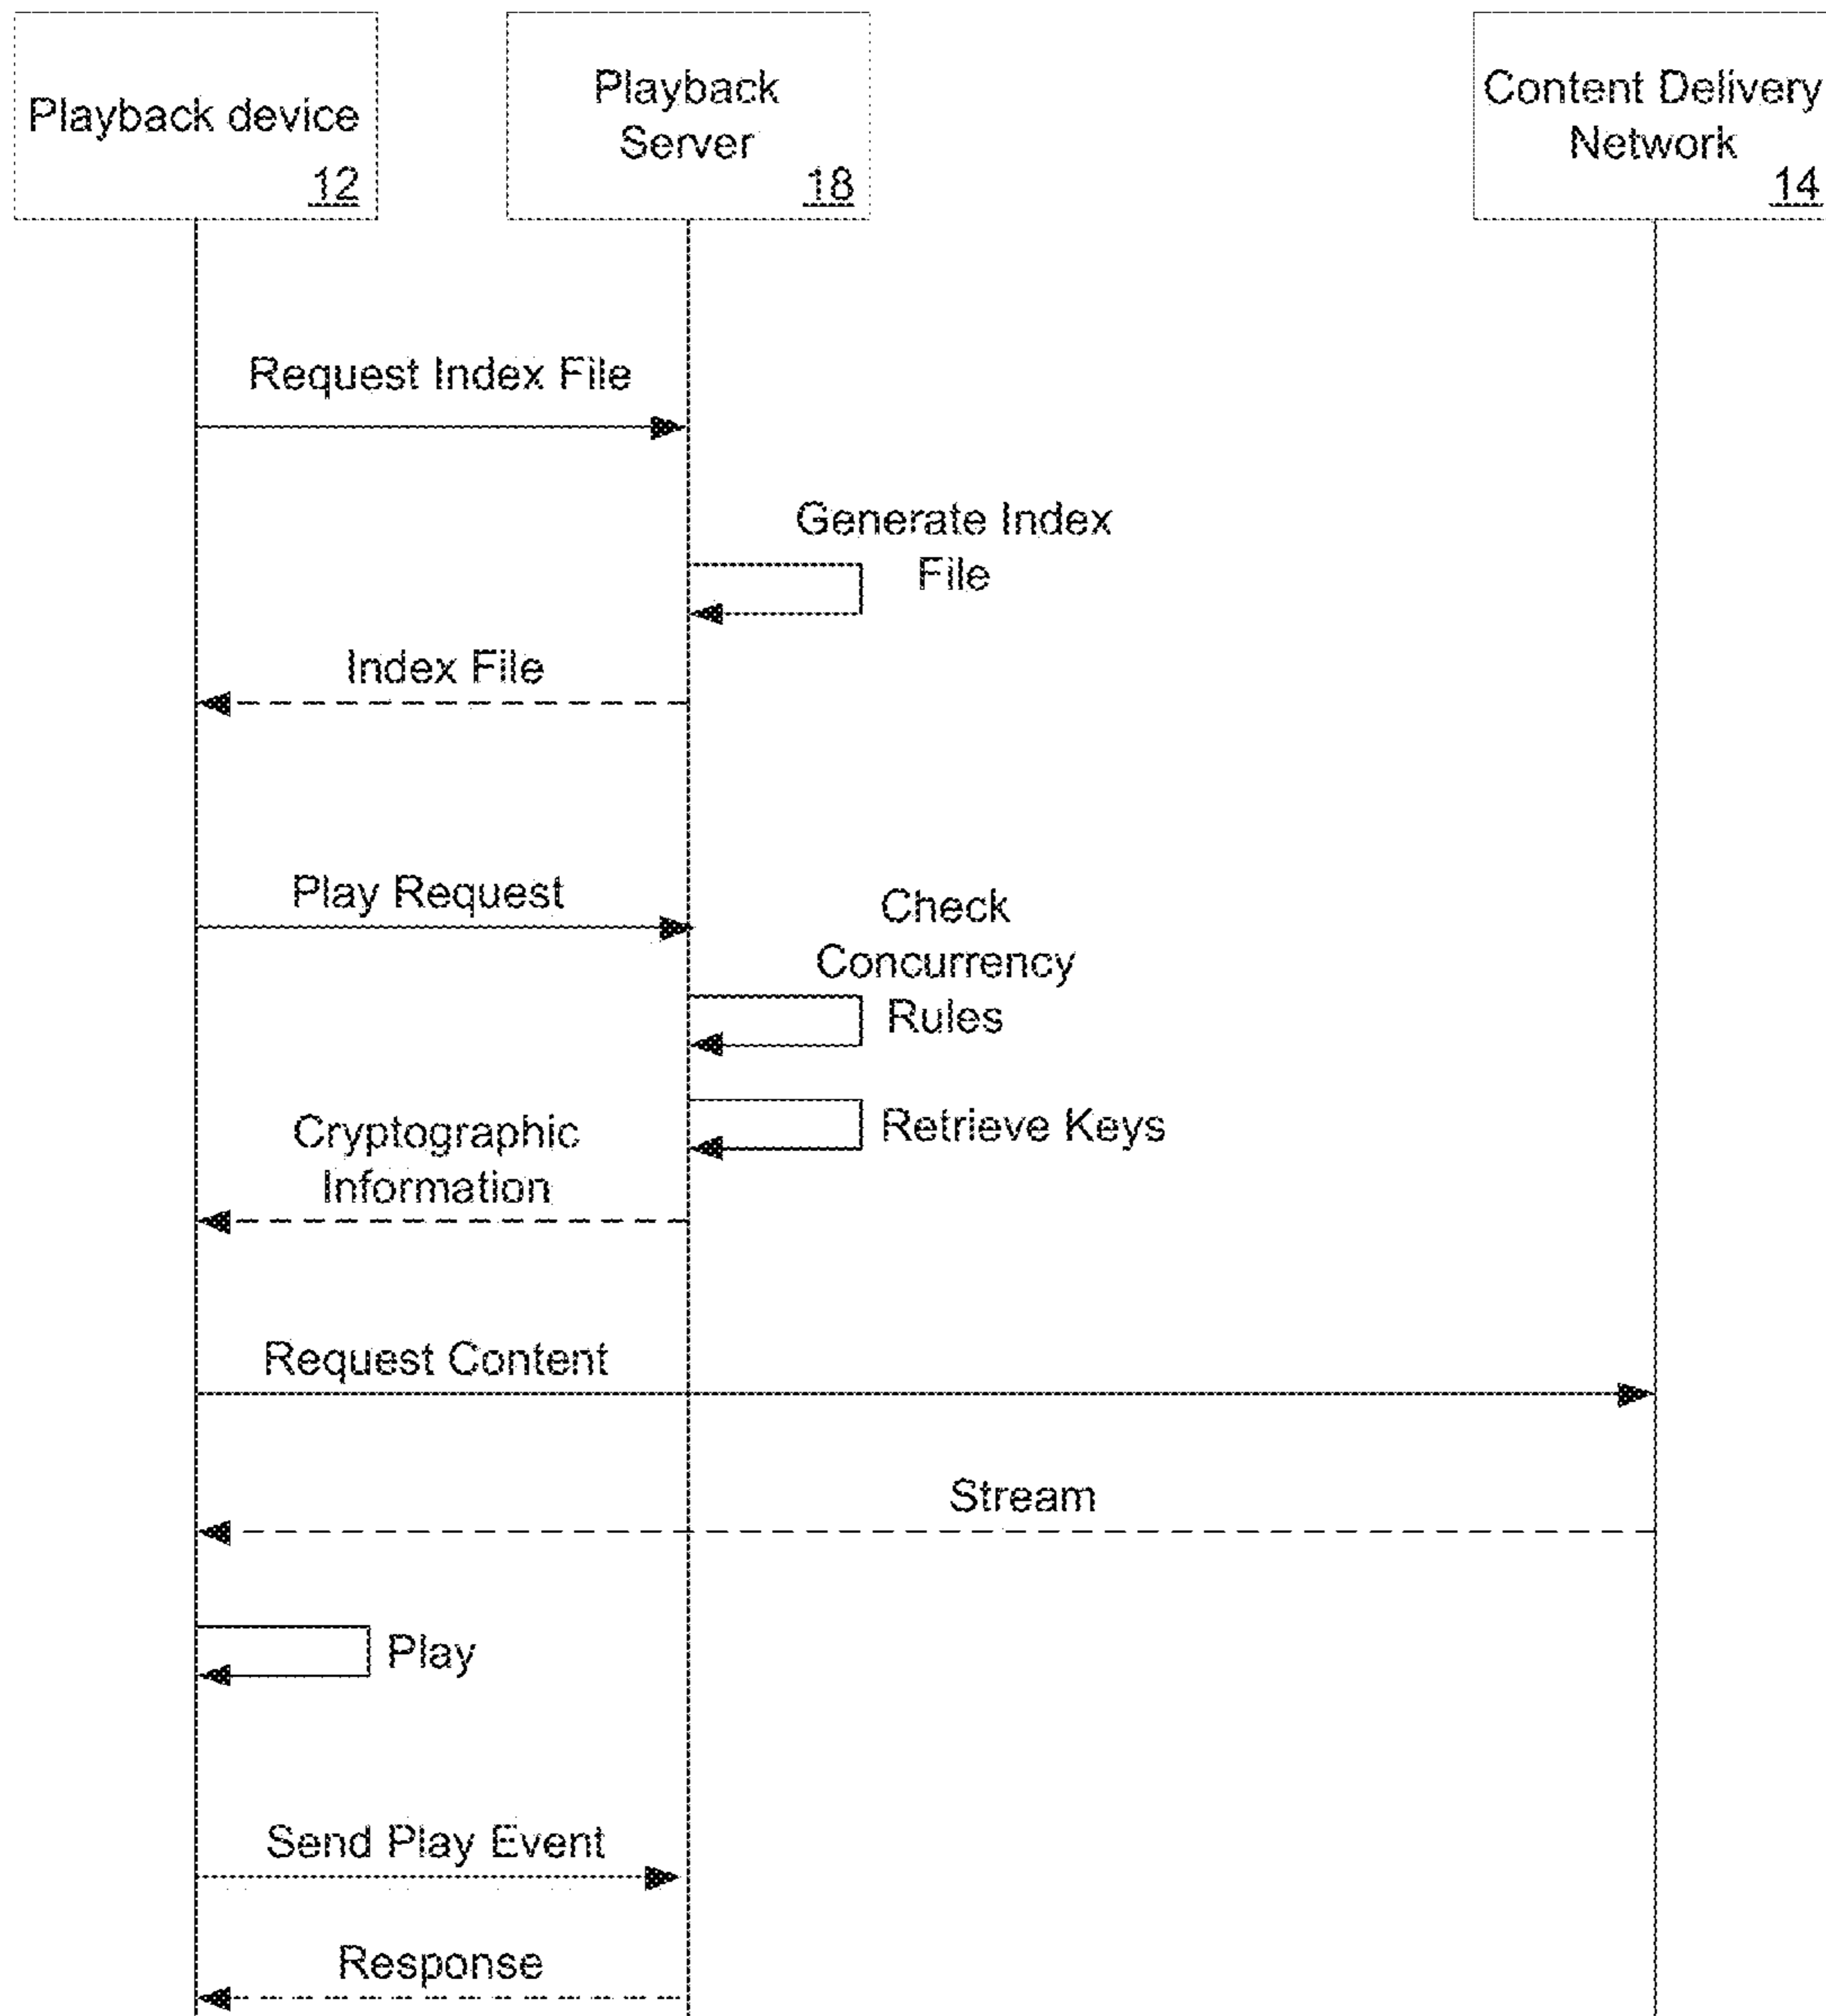 Playback device
12
Playback
Server
18
Content Delivery
Network
14
Request Index File
Generate Index
File
Index File
Play Request
Check
Concurrency
Rules
Retrieve Keys
Cryptographic
Information
Request Content
Stream
Play
Send Play Event
Response